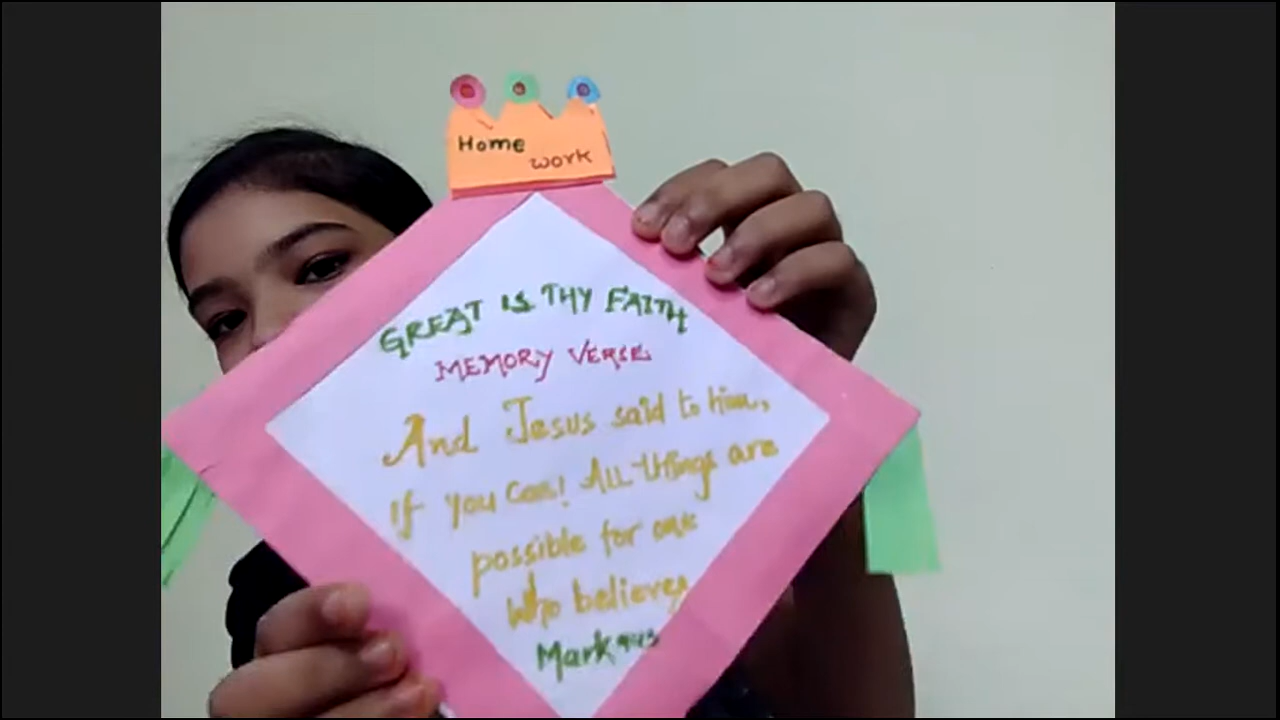 Home
work
GREAT IS THY FAITH
MEMORY VERSE
And Jesus said to him,
If you can! ALL things are
possible for one
who believes
Mark